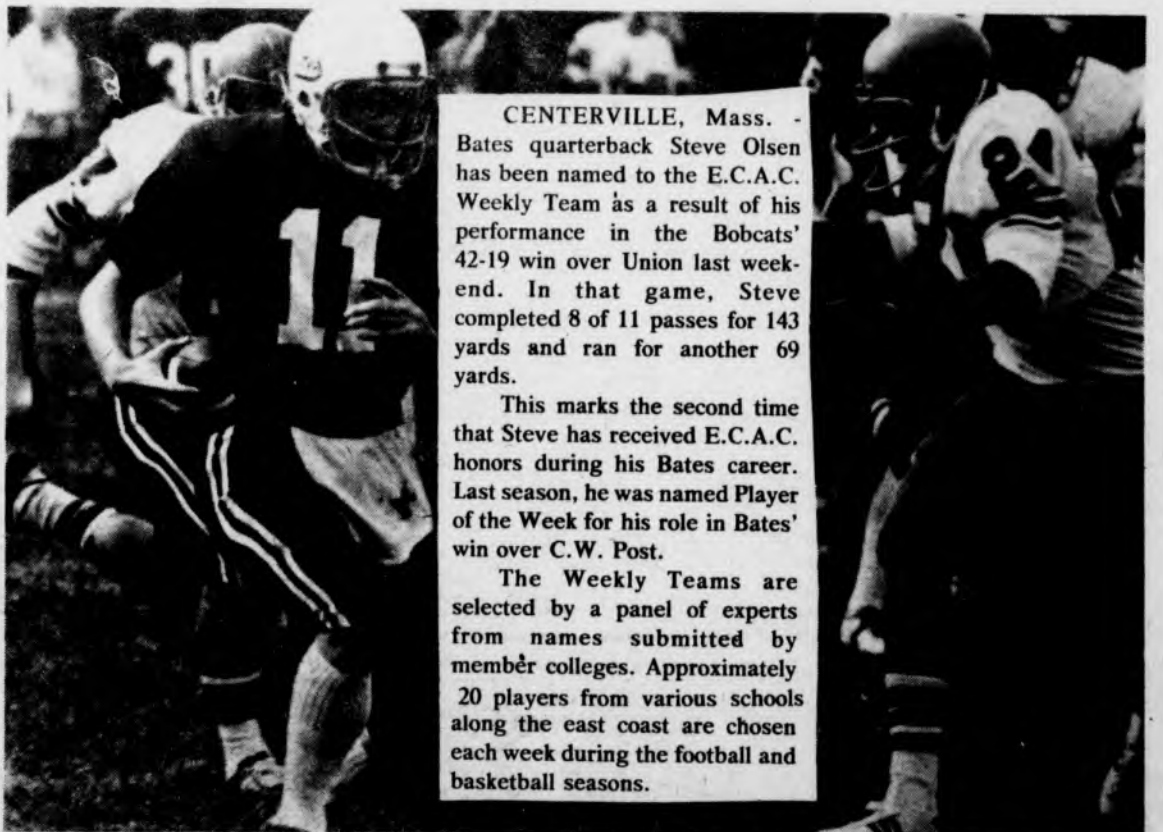 CENTERVILLE, Mass. -
Bates quarterback Steve Olsen
has been named to the E.C.A.C.
Weekly Team as a result of his
performance in the Bobcats'
42-19 win over Union last week-
end. In that game, Steve
completed 8 of 11 passes for 143
yards and ran for another 69
yards.
This marks the second time
that Steve has received E.C.A.C.
honors during his Bates career.
Last season, he was named Player
of the Week for his role in Bates'
win over C.W. Post.
The Weekly Teams are
selected by a panel of experts
from names submitted by
member colleges. Approximately
20 players from various schools
along the east coast are chosen
each week during the football and
basketball seasons.
11